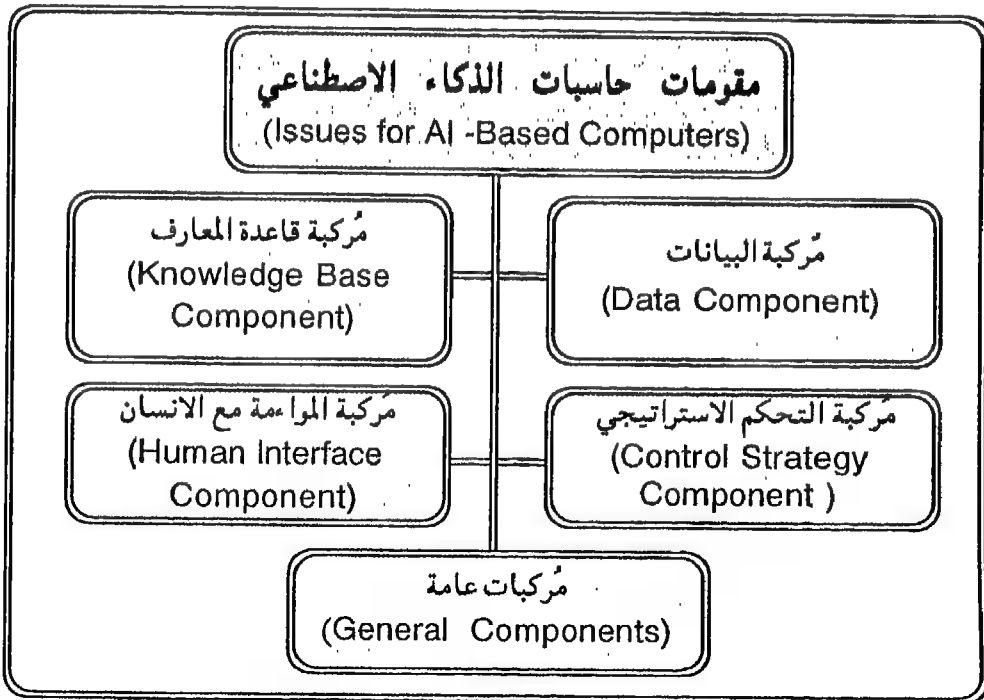 مقومات حاسبات الذكاء الاصطناعي
(Issues for AI -Based Computers)
مُركبة البيانات
(Data Component)
مُركبة قاعدة المعارف
(Knowledge Base
Component)
مُركبة التحكم الاستراتيجي
(Control Strategy
Component )
مُركبة المواءمة مع الانسان
(Human Interface
Component)
مُركبات عامة
(General Components)